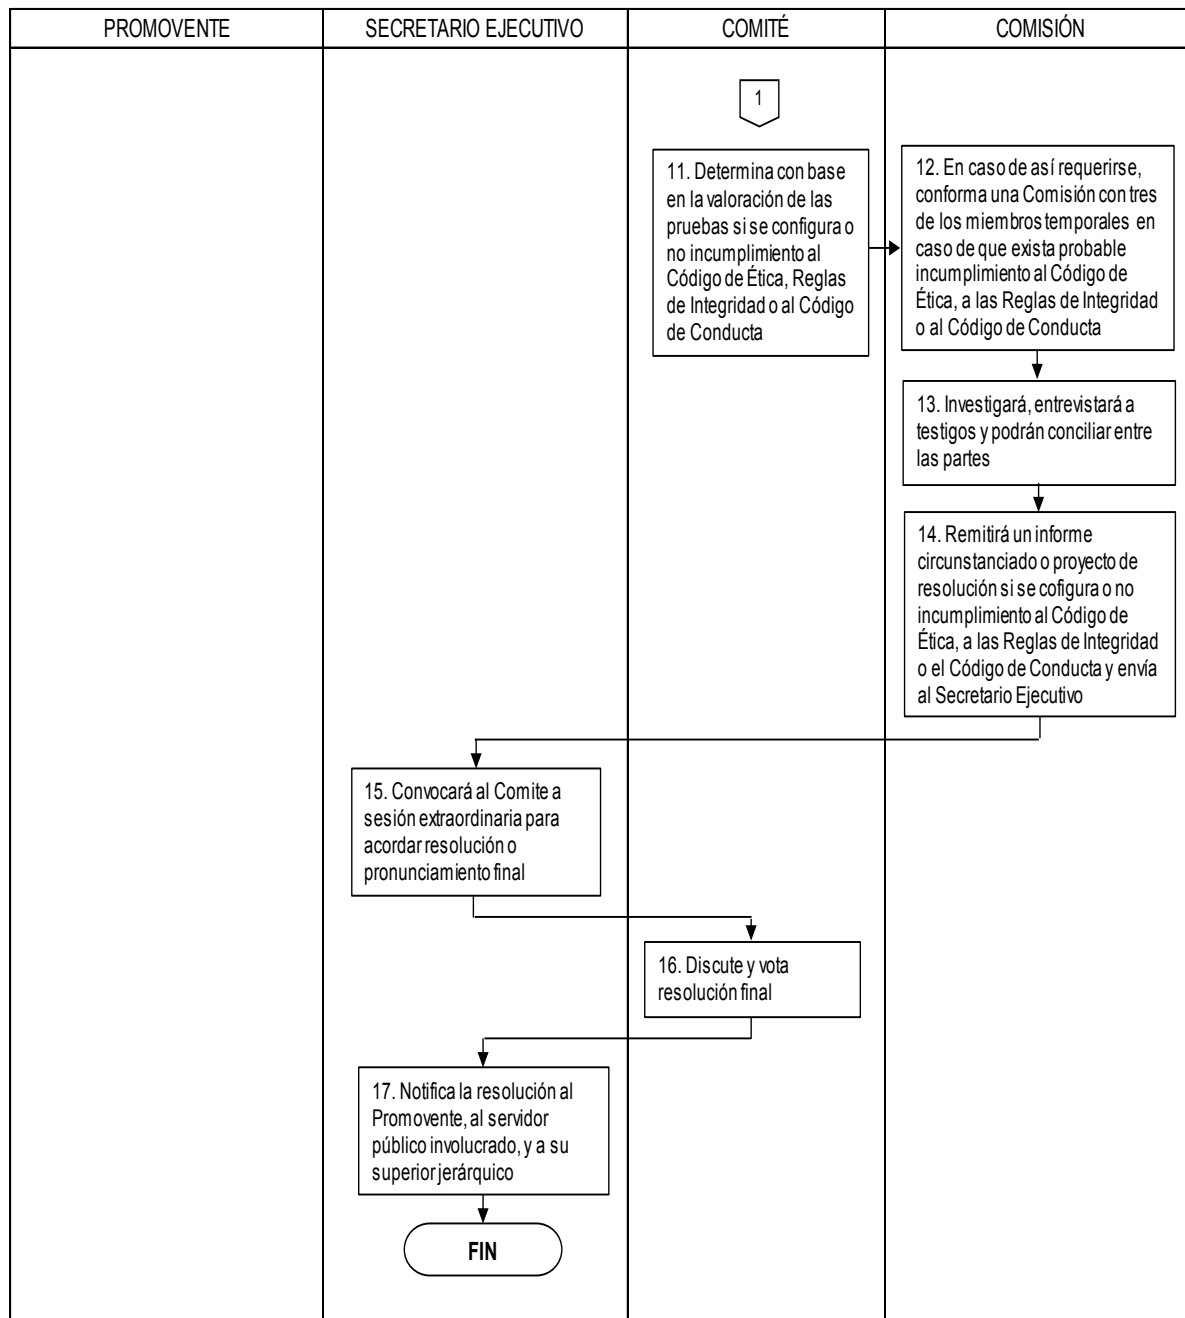 PROMOVENTE
SECRETARIO EJECUTIVO
COMITÉ
COMISIÓN
1
11. Determina con base
en la valoración de las
pruebas si se configura o
no incumplimiento al
Código de Ética, Reglas
de Integridad o al Código
de Conducta
12. En caso de así requerirse,
conforma una Comisión con tres
de los miembros temporales en
caso de que exista probable
incumplimiento al Código de
Ética, a las Reglas de Integridad
o al Código de Conducta
13. Investigará, entrevistará a
testigos y podrán conciliar entre
las partes
14. Remitirá un informe
circunstanciado o proyecto de
resolución si se cofigura o no
incumplimiento al Código de
Ética, a las Reglas de Integridad
o el Código de Conducta y envía
al Secretario Ejecutivo
15. Convocará al Comite a
sesión extraordinaria para
acordar resolución o
pronunciamiento final
16. Discute y vota
resolución final
17. Notifica la resolución al
Promovente, al servidor
público involucrado, y a su
superior jerárquico
FIN